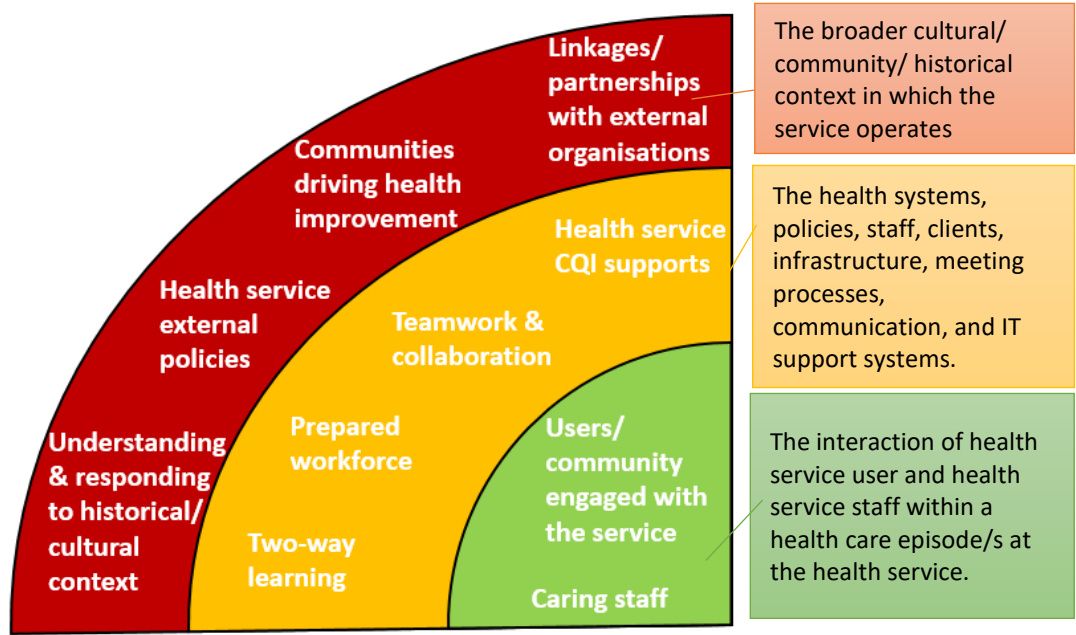 Linkages/
partnerships
with external
organisations
Communities
driving health
improvement
Health service
external
policies
Understanding
& responding
to historical/
cultural
context
Health service
CQI supports
Teamwork &
collaboration
Prepared
workforce
Two-way
learning
Users/
community
engaged with
the service
Caring staff
The broader cultural/
community/ historical
context in which the
service operates
The health systems,
policies, staff, clients,
infrastructure, meeting
processes,
communication, and IT
support systems.
The interaction of health
service user and health
service staff within a
health care episode/s at
the health service.